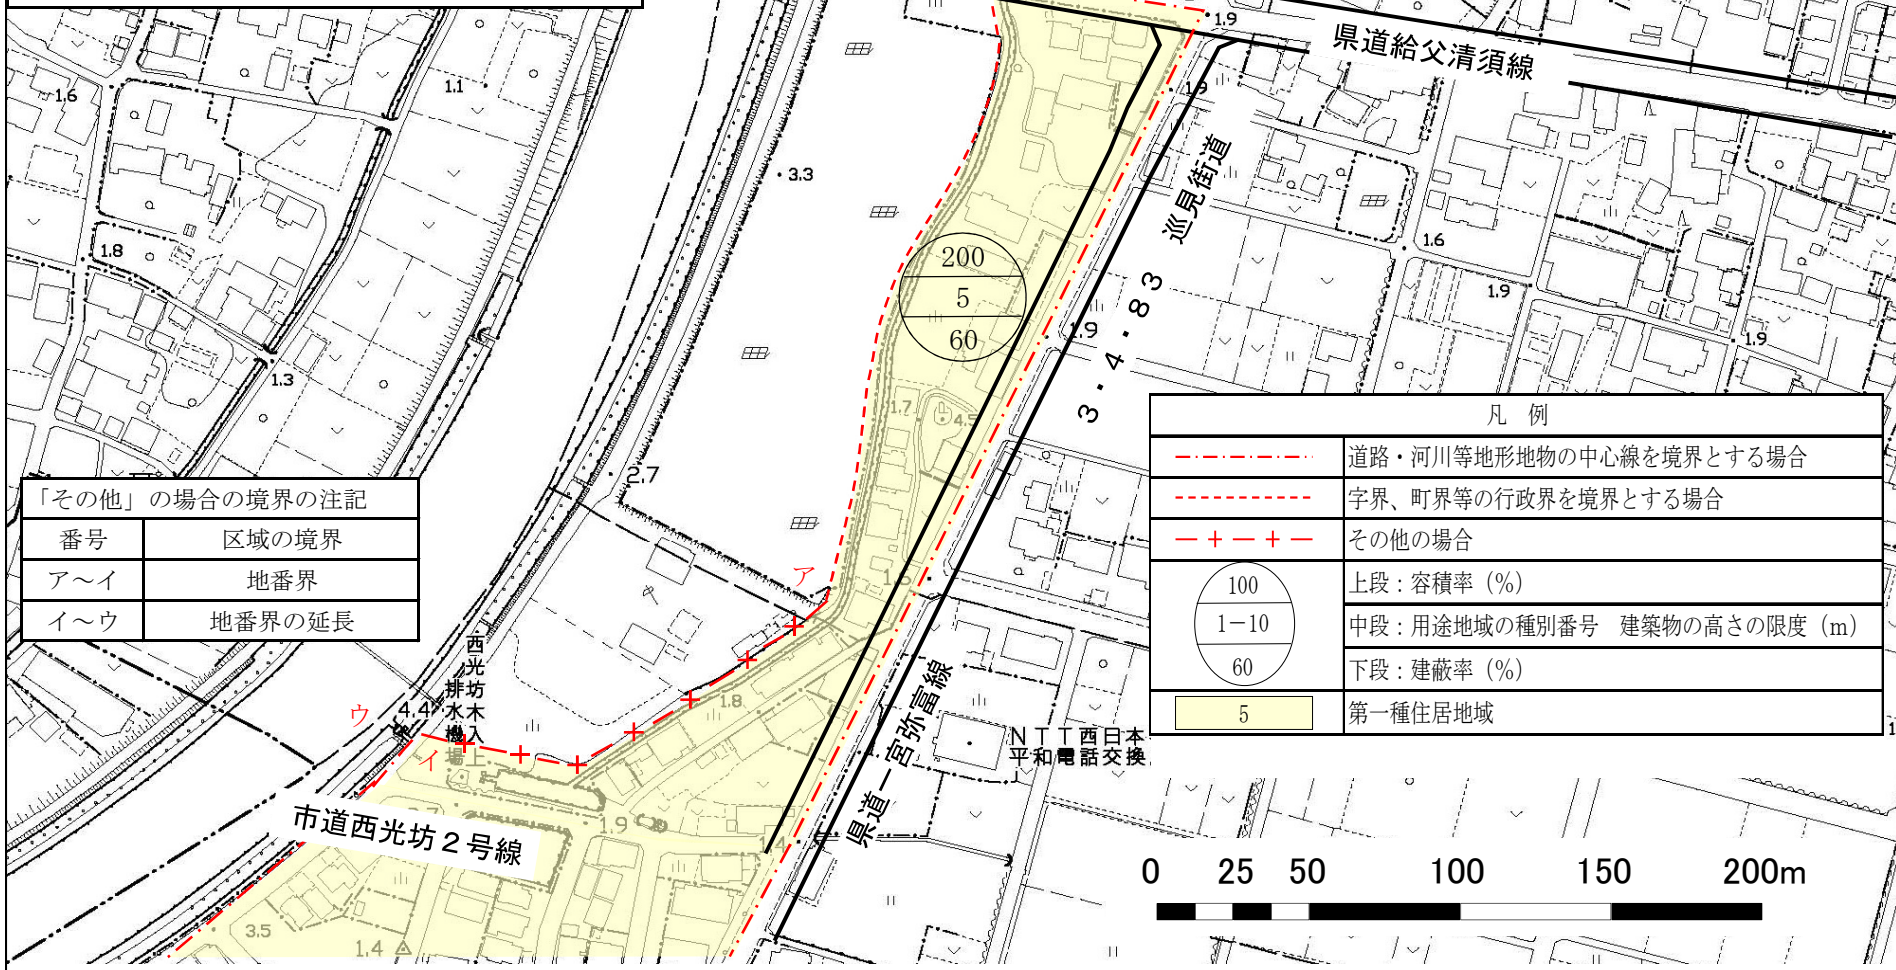 県道給父清須線
巡見街道
3・4・83
200
5
60
1.9
1.9
1.6
1.1
3.3
1.8
1.6
1.9
1.9
1.9
1.3
1.7
4.5
2.7
凡 例
道路・河川等地形地物の中心線を境界とする場合
字界、町界等の行政界を境界とする場合
その他の場合
100
1-10
60
上段：容積率（%）
中段：用途地域の種別番号 建築物の高さの限度（m）
下段：建蔽率（%）
5
第一種住居地域
「その他」の場合の境界の注記
番号 区域の境界
ア～イ 地番界
イ～ウ 地番界の延長
ア
イ
ウ
西光坊木入上
排水機場
4.4
1.8
県道一宮弥富線
NTT西日本
平和電話交換
市道西光坊２号線
1.9
3.5
1.4
0 25 50 100 150 200m